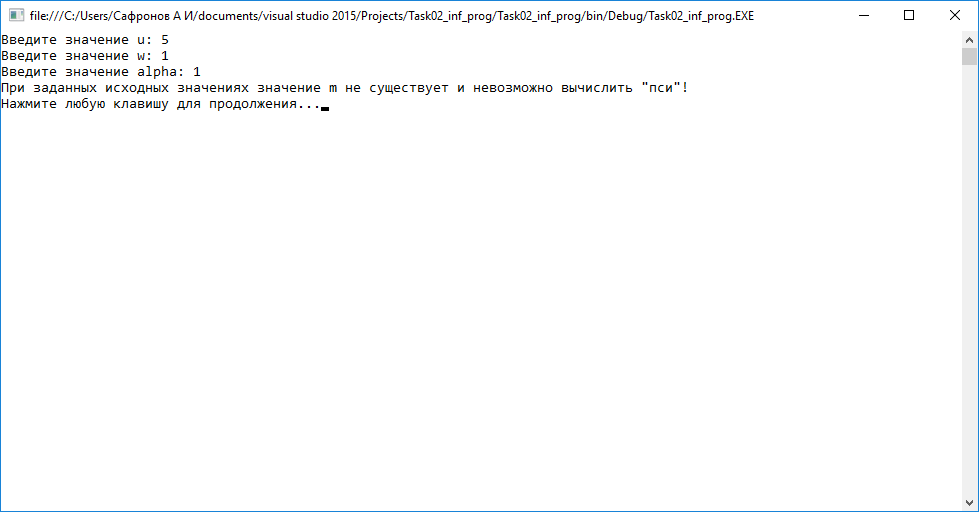 file:///C:/Users/Сафронов А И/documents/visual studio 2015/Projects/Task02_inf_prog/Task02_inf_prog/bin/Debug/Task02_inf_prog.EXE
Введите значение u: 5
Введите значение w: 1
Введите значение alpha: 1
При заданных исходных значениях значение m не существует и невозможно вычислить "пси"!
Нажмите любую клавишу для продолжения...